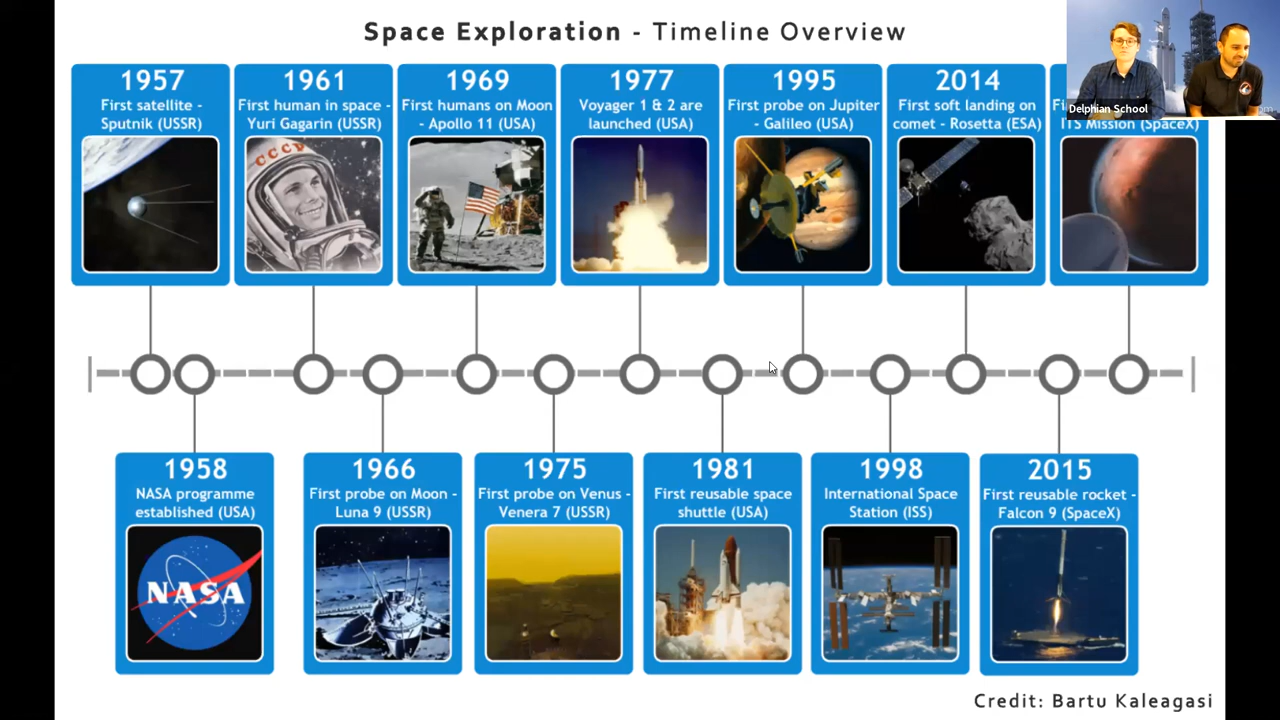 Space Exploration - Timeline Overview
1957
First satellite -
Sputnik (USSR)
1961
First human in space -
Yuri Gagarin (USSR)
СССР
1969
First humans on Moon
- Apollo 11 (USA)
1977
Voyager 1 & 2 are
launched (USA)
1995
First probe on Jupiter
- Galileo (USA)
2014
First soft landing on
comet - Rosetta (ESA)
ITS Mission (SpaceX)
Delphian School
1958
NASA programme
established (USA)
NASA
1966
First probe on Moon -
Luna 9 (USSR)
1975
First probe on Venus -
Venera 7 (USSR)
1981
First reusable space
shuttle (USA)
1998
International Space
Station (ISS)
2015
First reusable rocket -
Falcon 9 (SpaceX)
Credit: Bartu Kaleagasi